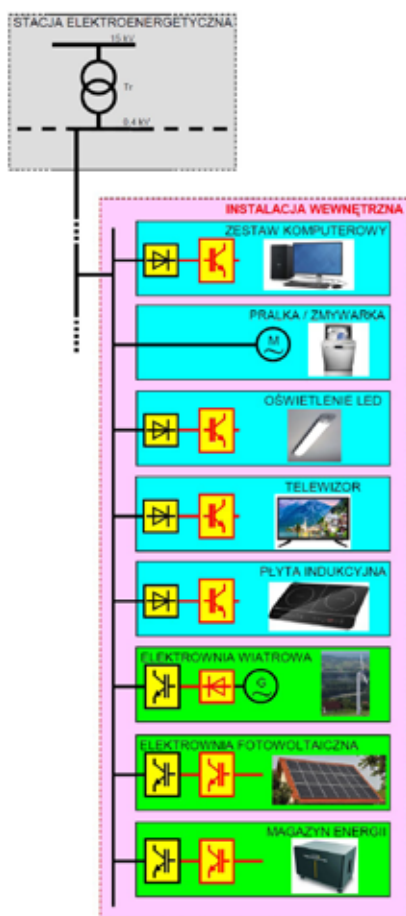 STACJA ELEKTROENERGETYCZNA
15 kV
Tr
0,4 kV
INSTALACJA WEWNĘTRZNA
ZESTAW KOMPUTEROWY
PRALKA / ZMYWARKA
M
OŚWIETLENIE LED
TELEWIZOR
PŁYTA INDUKCYJNA
ELEKTROWNIA WIATROWA
G
ELEKTROWNIA FOTOWOLTAICZNA
MAGAZYN ENERGII